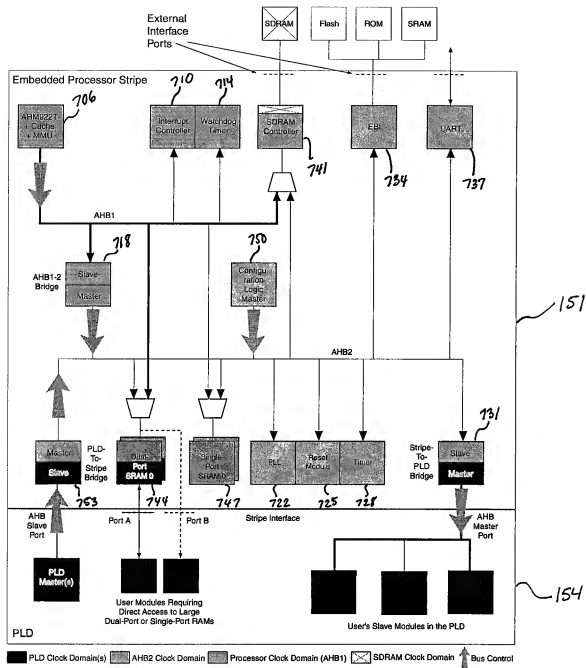 External
Interface
Ports
SDRAM
Flash
ROM
SRAM
Embedded Processor Stripe
706
710
714
ARM922T
+ Cache
+ MMU
Interrupt
Controller
Watchdog
Timer
SDRAM
Controller
EBI
UART
741
734
737
AHB1
718
750
AHB1-2
Bridge
Slave
Master
Configu
ration
Logic
Master
151
AHB2
731
Master
Slave
PLD-
To-
Stripe
Bridge
Dual-
Port
SRAM 0
Single
Port
SRAM 0
PLL
Reset
Module
Timer
Stripe-
To-
PLD
Bridge
Slave
Master
753
744
747
722
725
728
AHB
Slave
Port
Port A
Port B
Stripe Interface
AHB
Master
Port
PLD
Master(s)
User Modules Requiring
Direct Access to Large
Dual-Port or Single-Port RAMs
User's Slave Modules in the PLD
154
PLD
PLD Clock Domain(s)
AHB2 Clock Domain
Processor Clock Domain (AHB1)
SDRAM Clock Domain
Bus Control